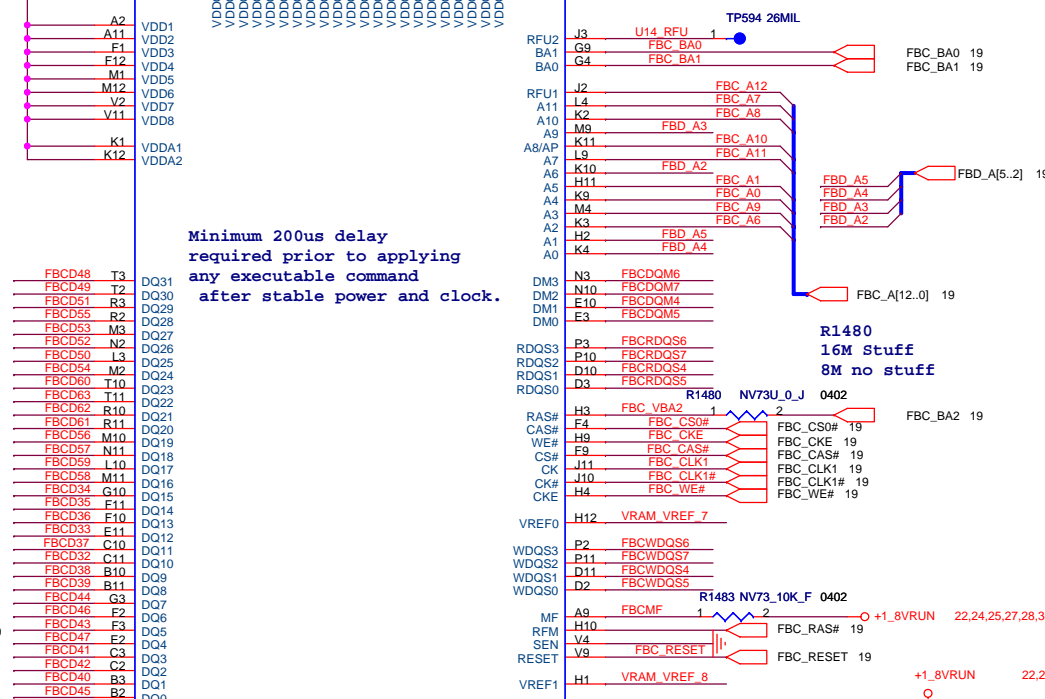 A2 VDD1
A11 VDD2
F1 VDD3
F12 VDD4
M1 VDD5
M12 VDD6
V2 VDD7
V11 VDD8
K1 VDDA1
K12 VDDA2
TP594 26MIL
RFU2 J3 U14_RFU 1
BA1 G9 FBC_BA0 FBC_BA0 19
BA0 G4 FBC_BA1 FBC_BA1 19
RFU1 J2 FBC_A12
A11 L4 FBC_A7
A10 K2 FBC_A8
A9 M9 FBD_A3
A8/AP K11 FBC_A10
A7 L9 FBC_A11
A6 K10 FBD_A2
A5 H11 FBC_A1
A4 K9 FBC_A0
A3 M4 FBC_A9
A2 K3 FBC_A6
A1 H2 FBD_A5
A0 K4 FBD_A4
FBD_A[5..2]
FBD_A5
FBD_A4
FBD_A3
FBD_A2
FBC_A[12..0] 19
Minimum 200us delay
required prior to applying
any executable command
after stable power and clock.
FBCD48 T3 DQ31
FBCD49 T2 DQ30
FBCD51 R3 DQ29
FBCD55 R2 DQ28
FBCD53 M3 DQ27
FBCD52 N2 DQ26
FBCD50 L3 DQ25
FBCD54 M2 DQ24
FBCD60 T10 DQ23
FBCD63 T11 DQ22
FBCD62 R10 DQ21
FBCD61 R11 DQ20
FBCD56 M10 DQ19
FBCD57 N11 DQ18
FBCD59 L10 DQ17
FBCD58 M11 DQ16
FBCD34 G10 DQ15
FBCD35 F11 DQ14
FBCD36 F10 DQ13
FBCD33 E11 DQ12
FBCD37 C10 DQ11
FBCD32 C11 DQ10
FBCD38 B10 DQ9
FBCD39 B11 DQ8
FBCD44 G3 DQ7
FBCD46 F2 DQ6
FBCD43 F3 DQ5
FBCD47 E2 DQ4
FBCD41 C3 DQ3
FBCD42 C2 DQ2
FBCD40 B3 DQ1
FBCD45 B2
DM3 N3 FBCDQM6
DM2 N10 FBCDQM7
DM1 E10 FBCDQM4
DM0 E3 FBCDQM5
RDQS3 P3 FBCRDQS6
RDQS2 P10 FBCRDQS7
RDQS1 D10 FBCRDQS4
RDQS0 D3 FBCRDQS5
R1480
16M Stuff
8M no stuff
R1480 NV73U_0_J 0402
RAS# H3 FBC_VBA2 1 2 FBC_BA2 19
CAS# F4 FBC_CS0# FBC_CS0# 19
WE# H9 FBC_CKE FBC_CKE 19
CS# F9 FBC_CAS# FBC_CAS# 19
CK J11 FBC_CLK1 FBC_CLK1 19
CK# J10 FBC_CLK1# FBC_CLK1# 19
CKE H4 FBC_WE# FBC_WE# 19
VREF0 H12 VRAM_VREF_7
WDQS3 P2 FBCWDQS6
WDQS2 P11 FBCWDQS7
WDQS1 D11 FBCWDQS4
WDQS0 D2 FBCWDQS5
R1483 NV73_10K_F 0402
MF A9 FBCMF 1 2 +1_8VRUN 22,24,25,27,28,3
RFM H10 FBC_RAS# 19
SEN V4
RESET V9 FBC_RESET FBC_RESET 19
VREF1 H1 VRAM_VREF_8
+1_8VRUN 22,2